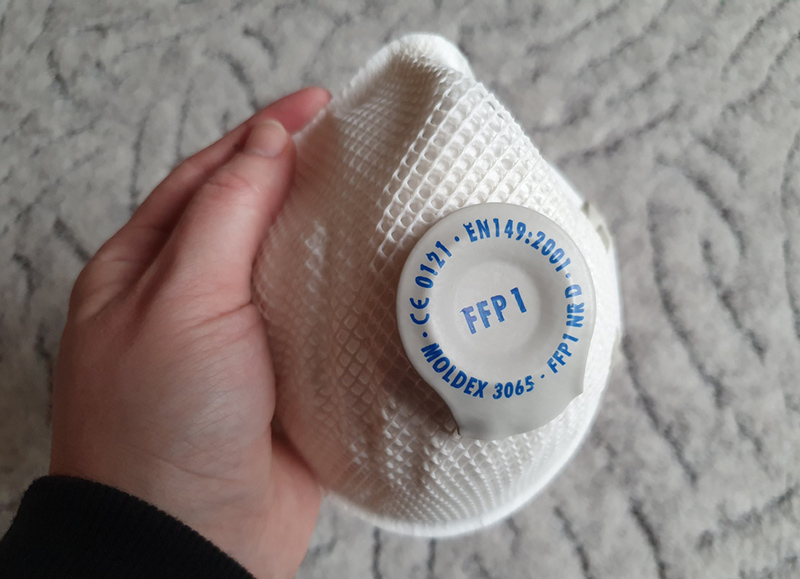 FFP1
CE 0121 · EN149:2001 · FFP1 NR D
· MOLDEX 3065 ·